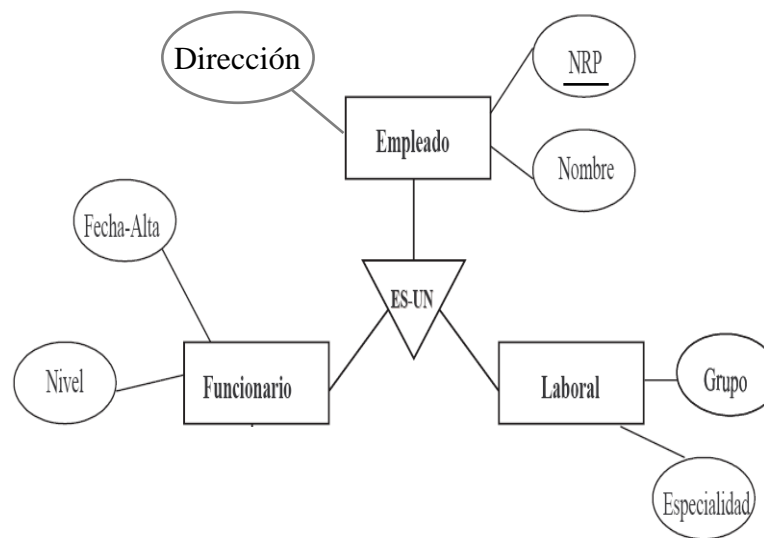 Dirección
NRP
Empleado
Nombre
Fecha-Alta
ES-UN
Nivel
Funcionario
Laboral
Grupo
Especialidad